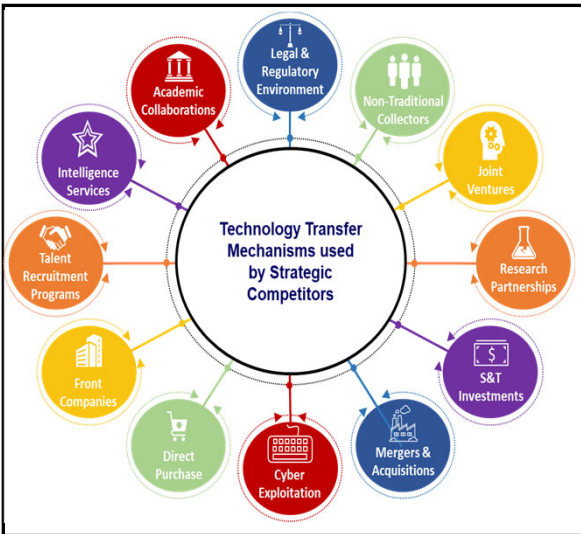 Technology Transfer
Mechanisms used
by Strategic
Competitors
Legal &
Regulatory
Environment
Non-Traditional
Collectors
Joint
Ventures
Research
Partnerships
$
S&T
Investments
Mergers &
Acquisitions
Cyber
Exploitation
Direct
Purchase
Front
Companies
Talent
Recruitment
Programs
Intelligence
Services
Academic
Collaborations